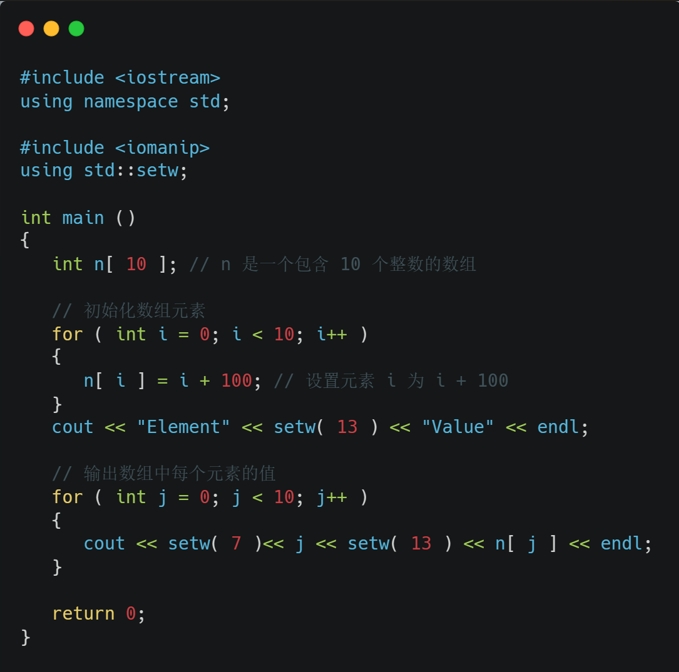 #include <iostream>
using namespace std;

#include <iomanip>
using std::setw;

int main ()
{
   int n[ 10 ]; // n 是一个包含 10 个整数的数组

   // 初始化数组元素
   for ( int i = 0; i < 10; i++ )
   {
      n[ i ] = i + 100; // 设置元素 i 为 i + 100
   }
   cout << "Element" << setw( 13 ) << "Value" << endl;

   // 输出数组中每个元素的值
   for ( int j = 0; j < 10; j++ )
   {
      cout << setw( 7 )<< j << setw( 13 ) << n[ j ] << endl;
   }

   return 0;
}